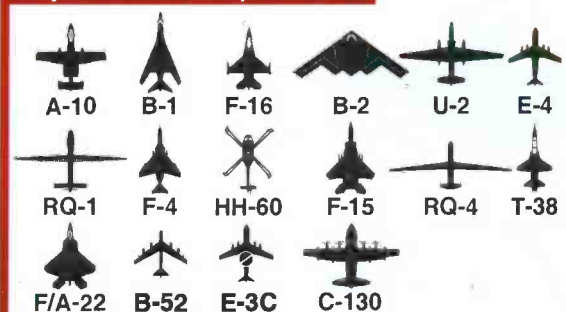 A-10 B-1 F-16 B-2 U-2 E-4
RQ-1 F-4 HH-60 F-15 RQ-4 T-38
F/A-22 B-52 E-3C C-130